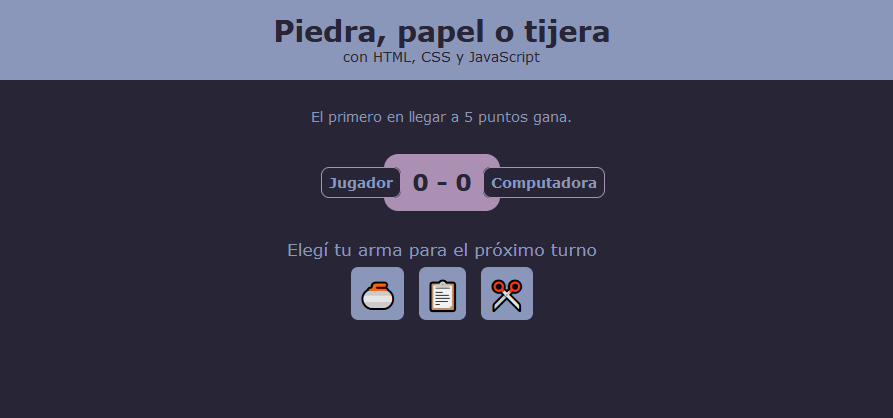 Piedra, papel o tijera
con HTML, CSS y JavaScript
El primero en llegar a 5 puntos gana.
Jugador 0 – 0 Computadora
Elegí tu arma para el próximo turno